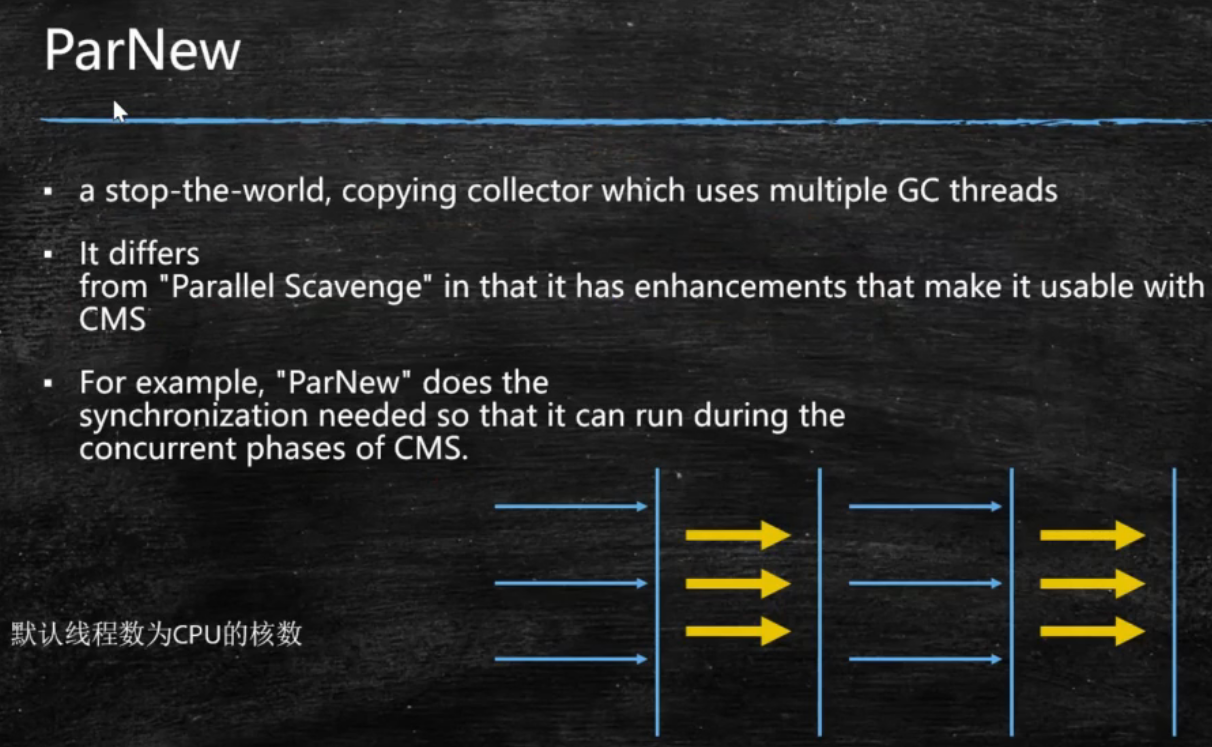 ParNew
▪ a stop-the-world, copying collector which uses multiple GC threads
▪ It differs
from "Parallel Scavenge" in that it has enhancements that make it usable with
CMS
▪ For example, "ParNew" does the
synchronization needed so that it can run during the
concurrent phases of CMS.
默认线程数为CPU的核数